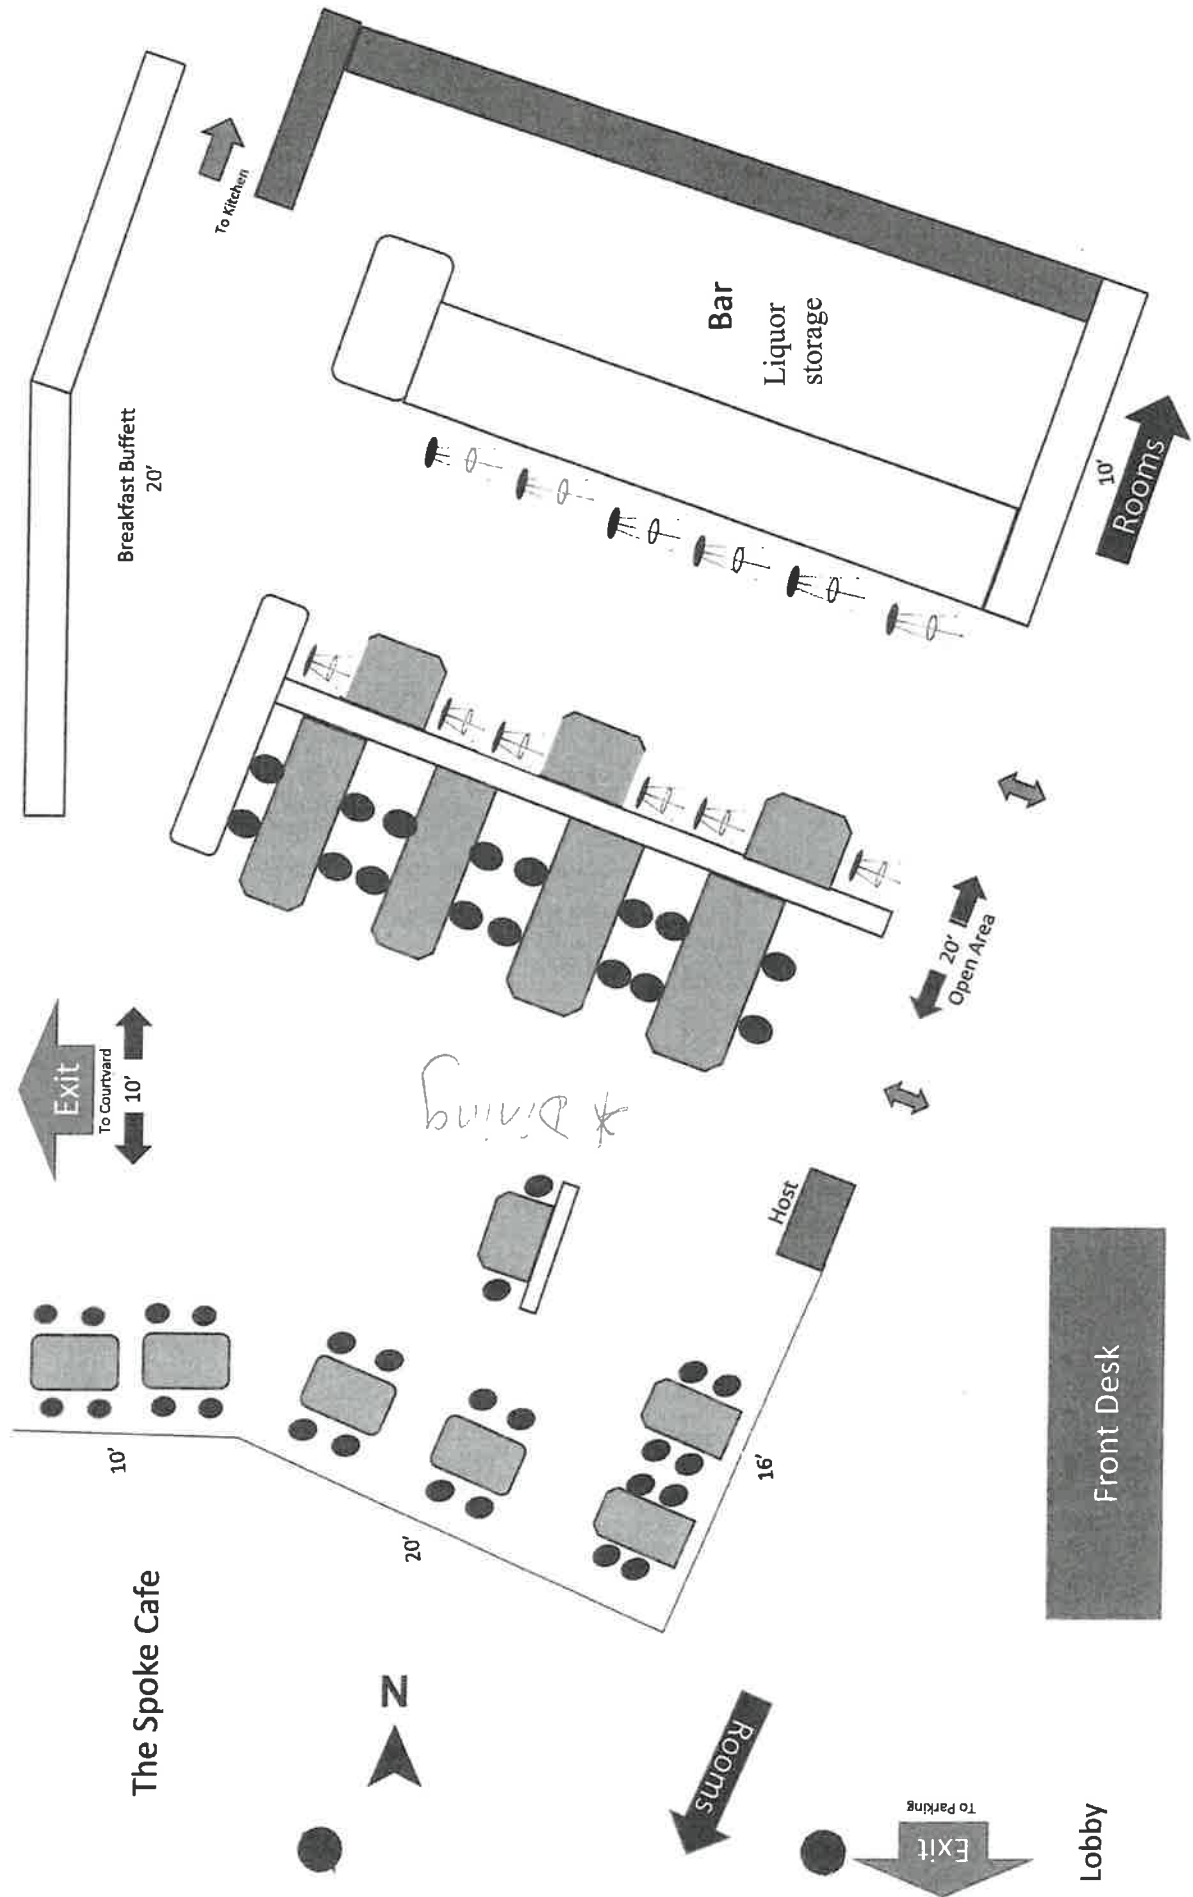 The Spoke Cafe
N
10'
20'
16'
Exit
To Courtyard
10'
Breakfast Buffett
20'
To Kitchen
Bar
Liquor
storage
* Dining
Host
20'
Open Area
10'
Rooms
Rooms
Front Desk
To Parking
Exit
Lobby